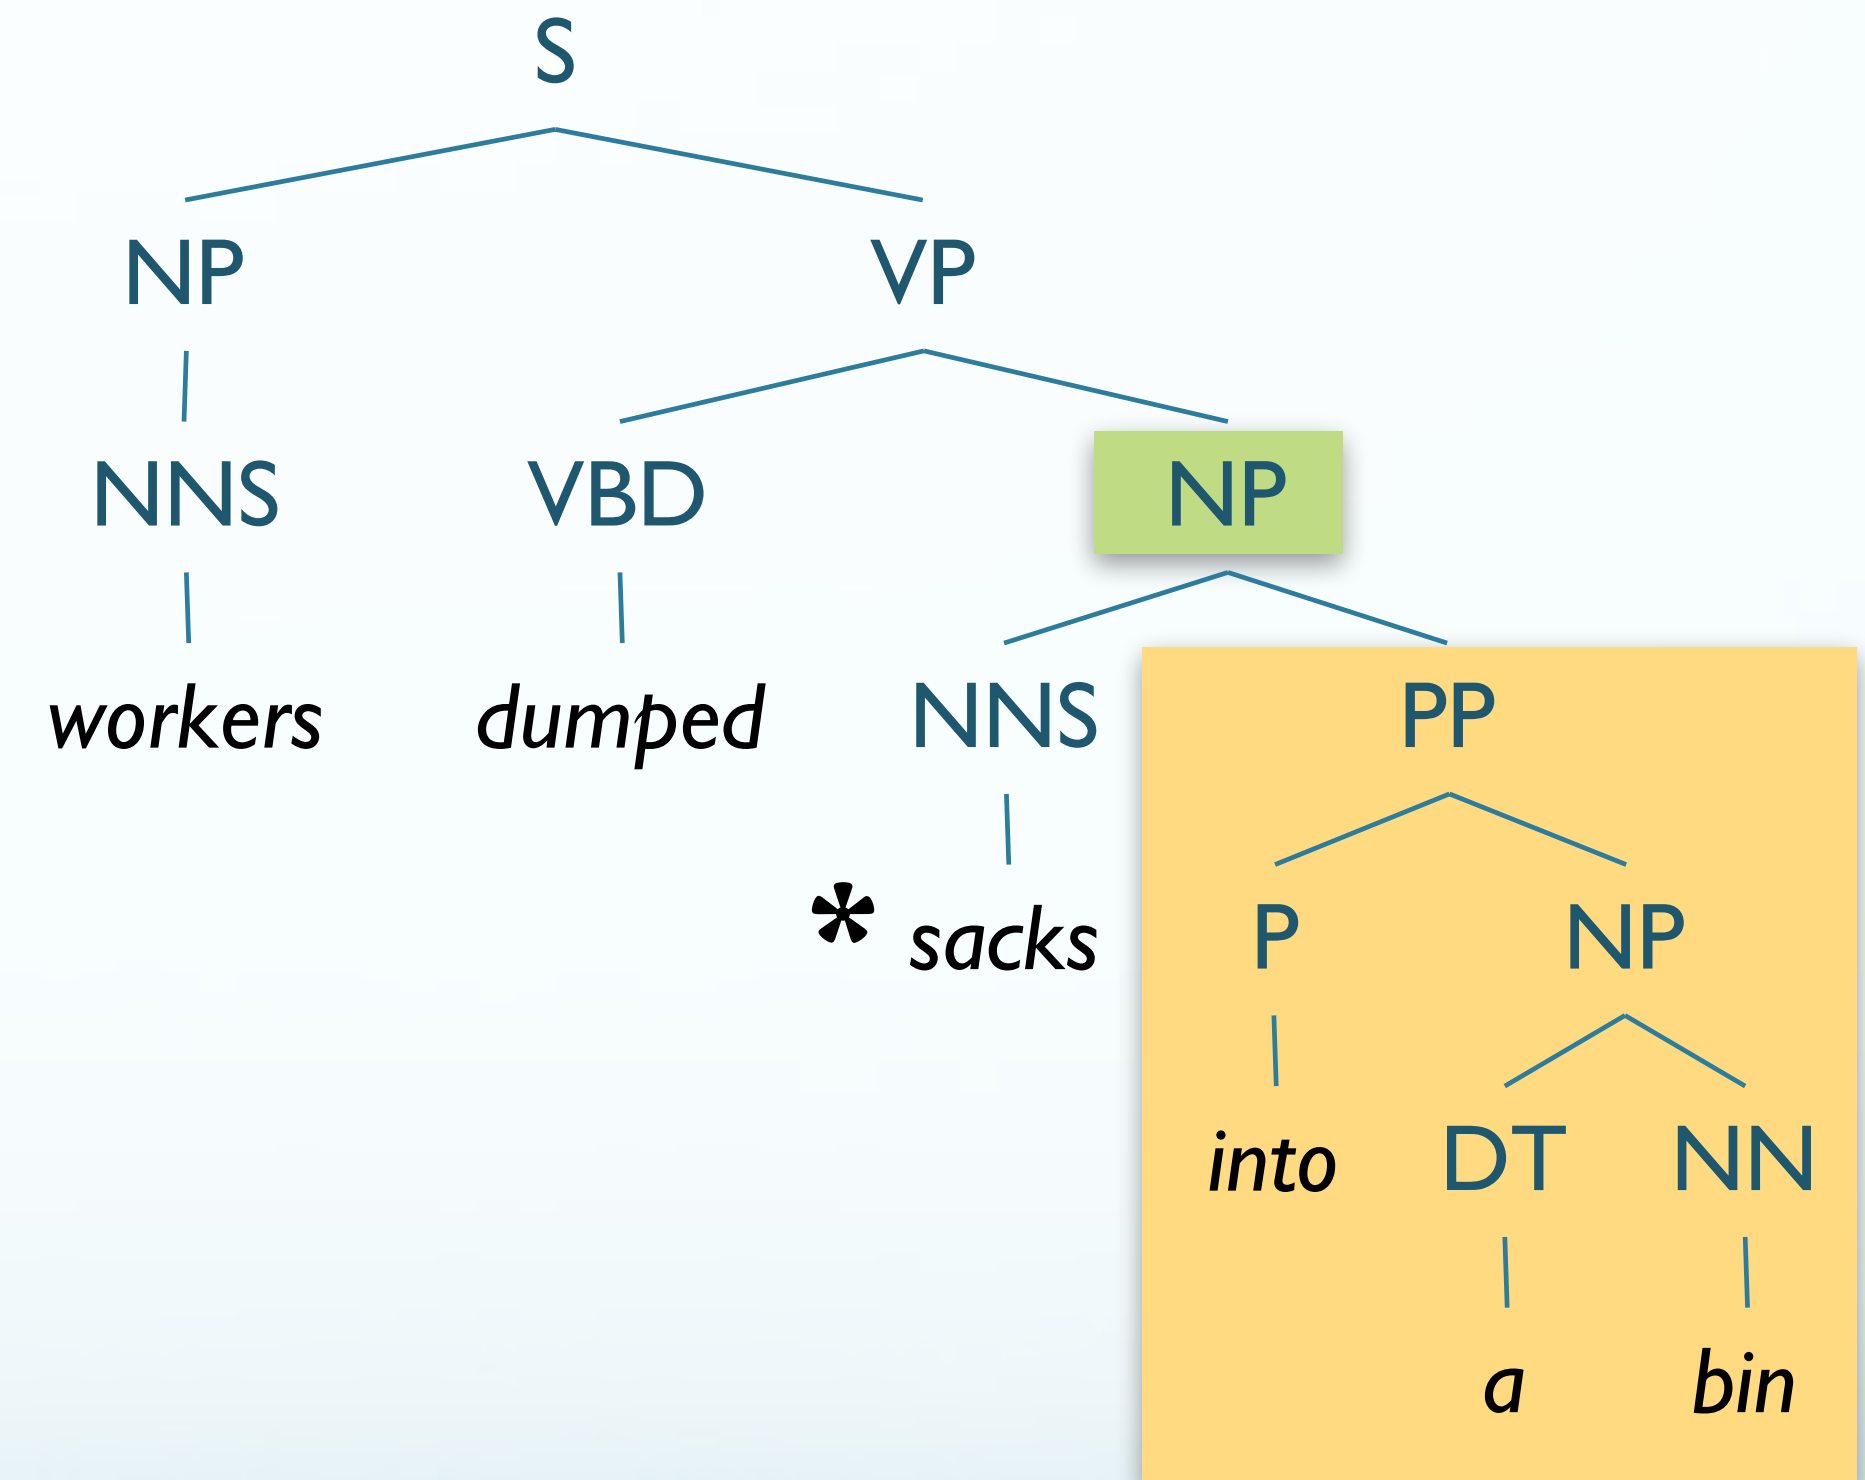 S
NP VP
NNS VBD NP
workers dumped NNS PP
* sacks P NP
into DT NN
a bin